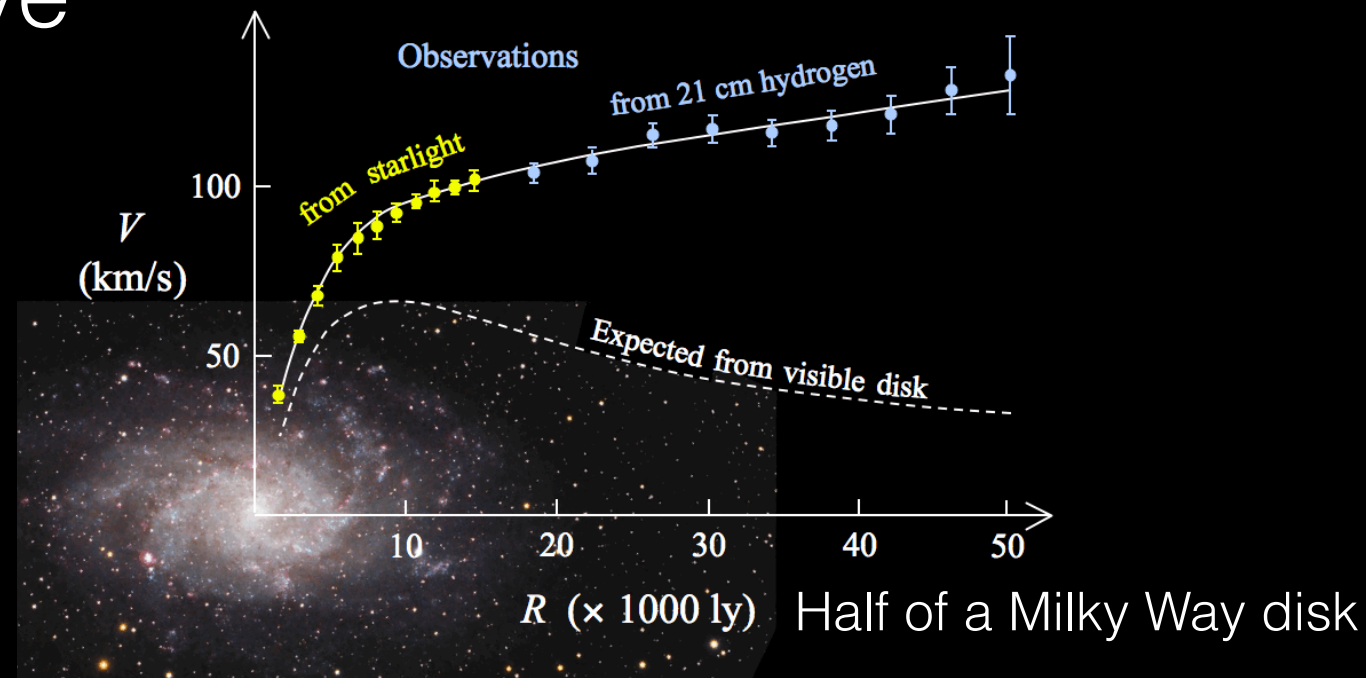 Observations
from 21 cm hydrogen
from starlight
100
V
(km/s)
50
Expected from visible disk
10 20 30 40 50
R (x 1000 ly)
Half of a Milky Way disk